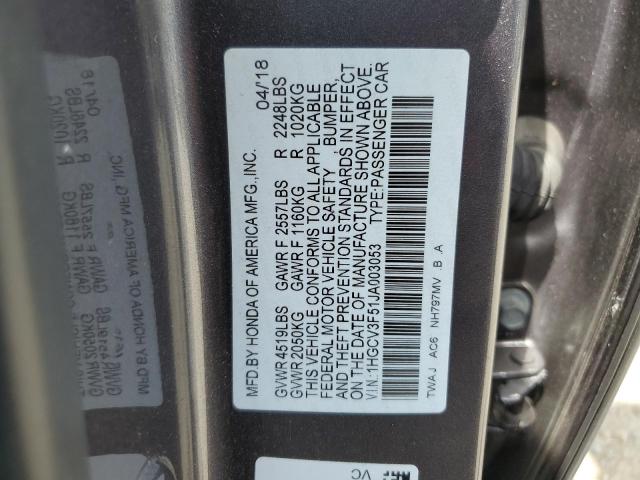 MFD.BY HONDA OF AMERICA MFG.,INC. 04/18
GVWR 4519LBS GAWR F 2557LBS R 2248LBS
GVWR 2050KG GAWR F 1160KG R 1020KG
THIS VEHICLE CONFORMS TO ALL APPLICABLE
FEDERAL MOTOR VEHICLE SAFETY, BUMPER,
AND THEFT PREVENTION STANDARDS IN EFFECT
ON THE DATE OF MANUFACTURE SHOWN ABOVE.
V.I.N.:1HGCV3F51JA003053 TYPE:PASSENGER CAR
TWAJ AC6 NH797MV B A
VC